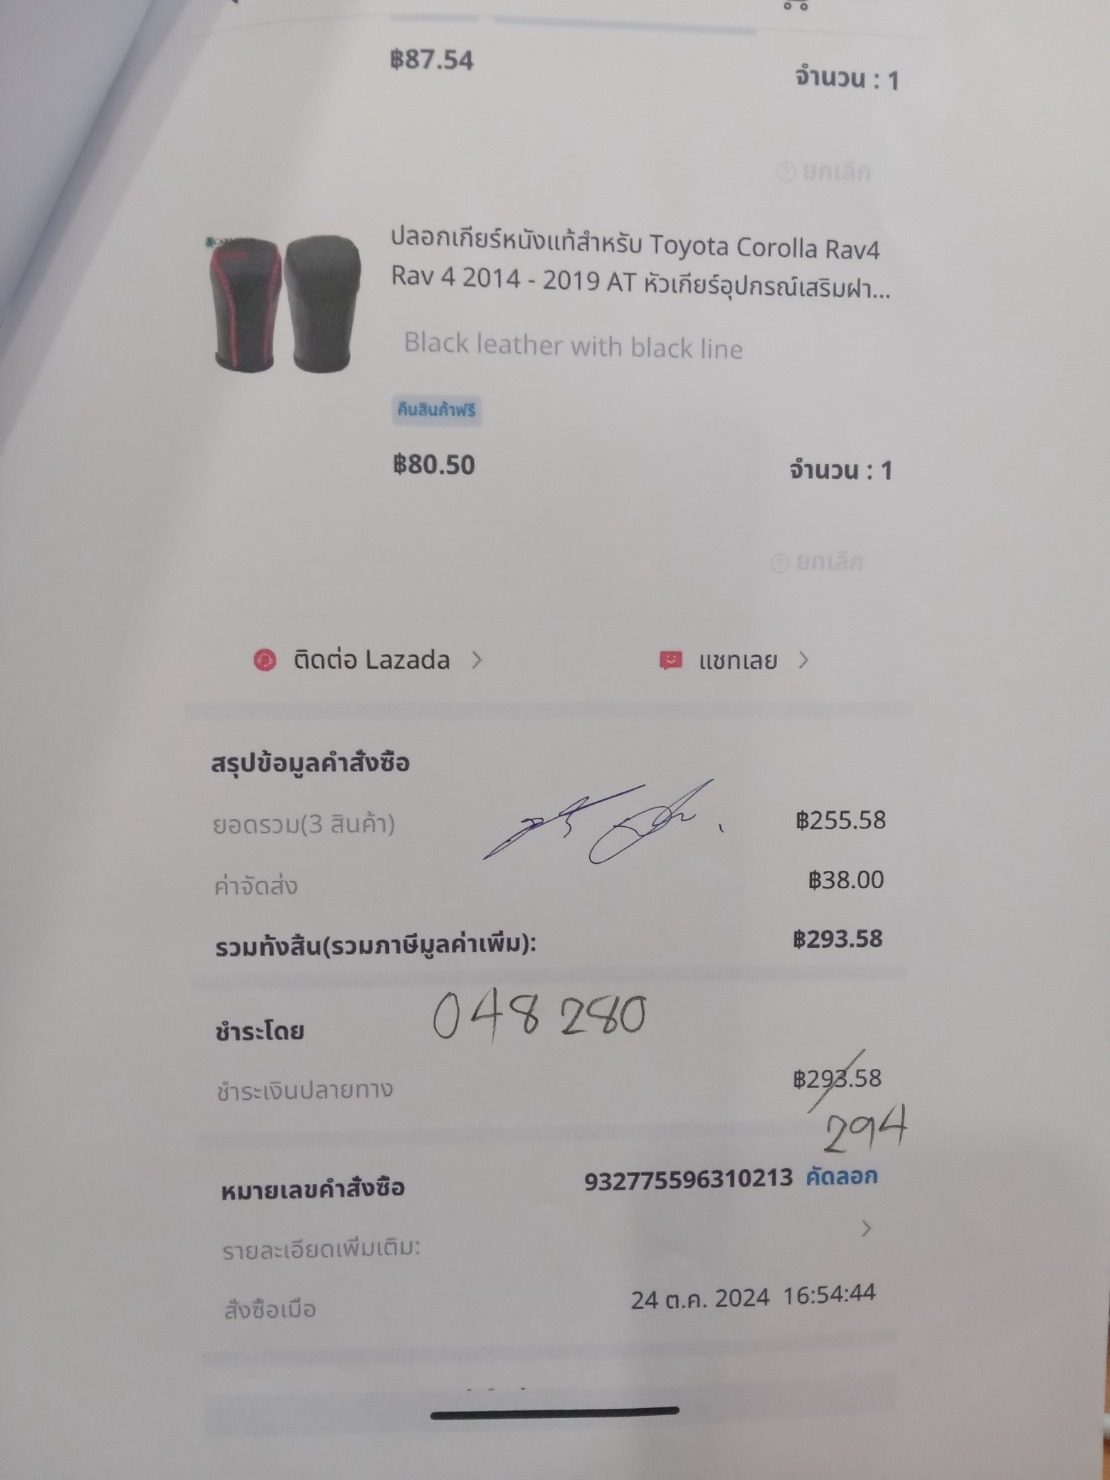 ฿87.54
จำนวน : 1
ยกเลิก
ปลอกเกียร์หนังแท้สำหรับ Toyota Corolla Rav4
Rav 4 2014 - 2019 AT หัวเกียร์อุปกรณ์เสริมฝา...
Black leather with black line
คืนสินค้าฟรี
฿80.50
จำนวน : 1
ยกเลิก
ติดต่อ Lazada
แชทเลย
สรุปข้อมูลคำสั่งซื้อ
ยอดรวม(3 สินค้า) ฿255.58
ค่าจัดส่ง ฿38.00
รวมทั้งสิ้น(รวมภาษีมูลค่าเพิ่ม): ฿293.58
048280
ชำระโดย
ชำระเงินปลายทาง ฿293.58
294
หมายเลขคำสั่งซื้อ 932775596310213 คัดลอก
รายละเอียดเพิ่มเติม:
สั่งซื้อเมื่อ 24 ต.ค. 2024 16:54:44